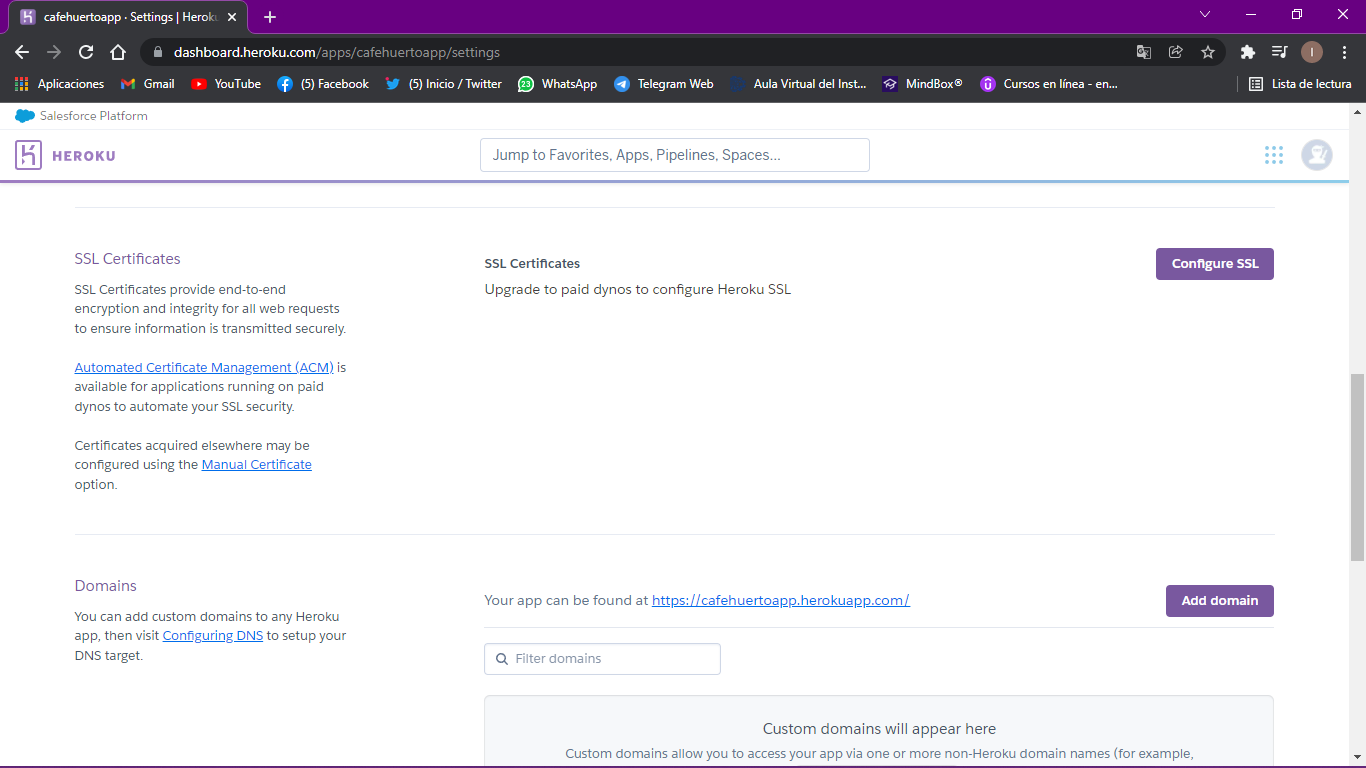 cafehuertoapp · Settings | Heroku
dashboard.heroku.com/apps/cafehuertoapp/settings
I
Aplicaciones
Gmail
YouTube
(5) Facebook
(5) Inicio / Twitter
23
WhatsApp
Telegram Web
Aula Virtual del Inst...
MindBox®
Cursos en línea - en...
Lista de lectura
Salesforce Platform
HEROKU
Jump to Favorites, Apps, Pipelines, Spaces...
SSL Certificates
SSL Certificates provide end-to-end
encryption and integrity for all web requests
to ensure information is transmitted securely.
Automated Certificate Management (ACM) is
available for applications running on paid
dynos to automate your SSL security.
Certificates acquired elsewhere may be
configured using the Manual Certificate
option.
SSL Certificates
Upgrade to paid dynos to configure Heroku SSL
Configure SSL
Domains
You can add custom domains to any Heroku
app, then visit Configuring DNS to setup your
DNS target.
Your app can be found at https://cafehuertoapp.herokuapp.com/
Add domain
Filter domains
Custom domains will appear here
Custom domains allow you to access your app via one or more non-Heroku domain names (for example,